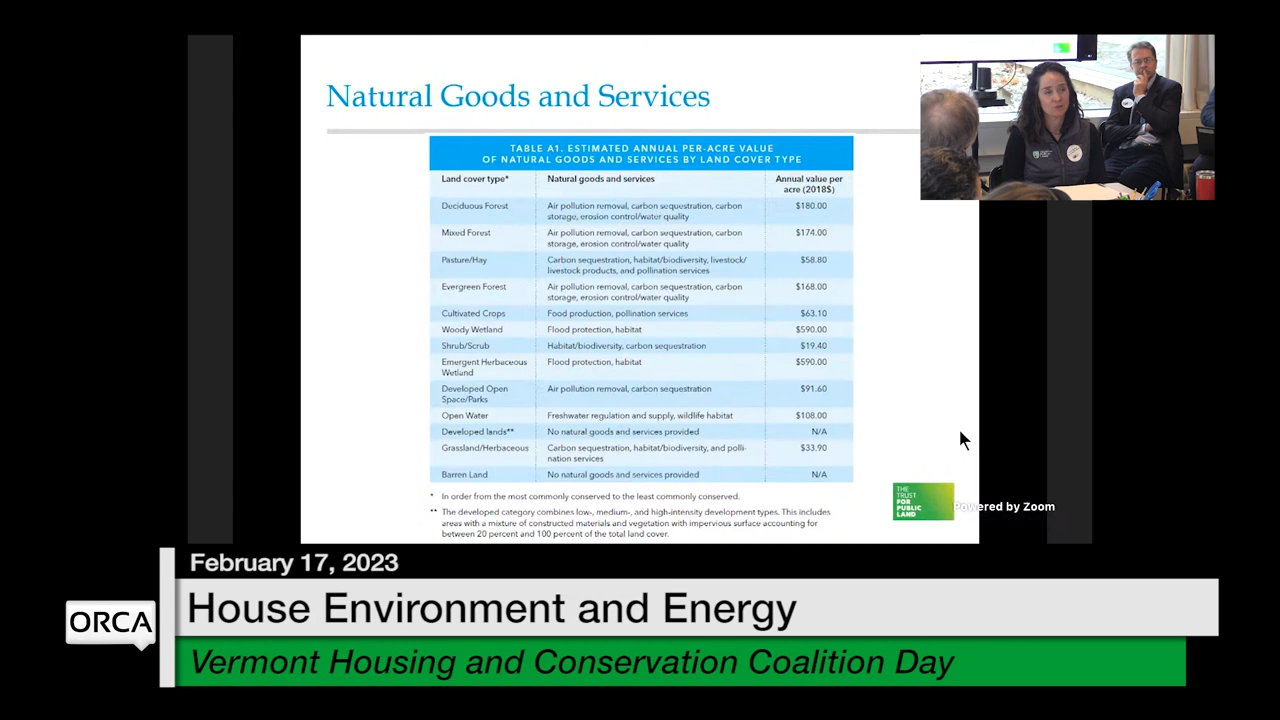 Natural Goods and Services
TABLE A1. ESTIMATED ANNUAL PER-ACRE VALUE
OF NATURAL GOODS AND SERVICES BY LAND COVER TYPE
Land cover type* Natural goods and services Annual value per
acre (2018$)
Deciduous Forest Air pollution removal, carbon sequestration, carbon $180.00
storage, erosion control/water quality
Mixed Forest Air pollution removal, carbon sequestration, carbon $174.00
storage, erosion control/water quality
Pasture/Hay Carbon sequestration, habitat/biodiversity, livestock/ $58.80
livestock products, and pollination services
Evergreen Forest Air pollution removal, carbon sequestration, carbon $168.00
storage, erosion control/water quality
Cultivated Crops Food production, pollination services $63.10
Woody Wetland Flood protection, habitat $590.00
Shrub/Scrub Habitat/biodiversity, carbon sequestration $19.40
Emergent Herbaceous Flood protection, habitat $590.00
Wetland
Developed Open Air pollution removal, carbon sequestration $91.60
Space/Parks
Open Water Freshwater regulation and supply, wildlife habitat $108.00
Developed lands** No natural goods and services provided N/A
Grassland/Herbaceous Carbon sequestration, habitat/biodiversity, and polli- $33.90
nation services
Barren Land No natural goods and services provided N/A
* In order from the most commonly conserved to the least commonly conserved.
** The developed category combines low-, medium-, and high-intensity development types. This includes
areas with a mixture of constructed materials and vegetation with impervious surface accounting for
between 20 percent and 100 percent of the total land cover.
THE
TRUST
FOR
PUBLIC
LAND
Powered by Zoom
February 17, 2023
House Environment and Energy
ORCA
Vermont Housing and Conservation Coalition Day